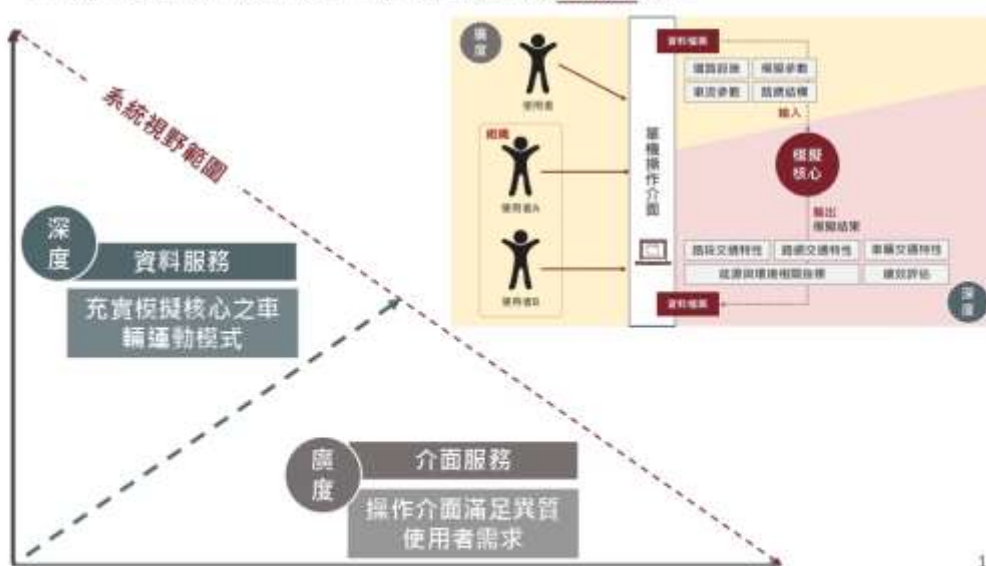 系統視野範圍
深度
資料服務
充實模擬核心之車
輛運動模式
廣度
介面服務
操作介面滿足異質
使用者需求
廣度
使用者
組織
使用者A
使用者B
單機操作介面
資料檔案
道路設施
模擬參數
車流參數
路網結構
輸入
模擬
核心
輸出
模擬結果
路段交通特性
路網交通特性
車輛交通特性
能源與環境相關指標
績效評估
資料檔案
深度
1